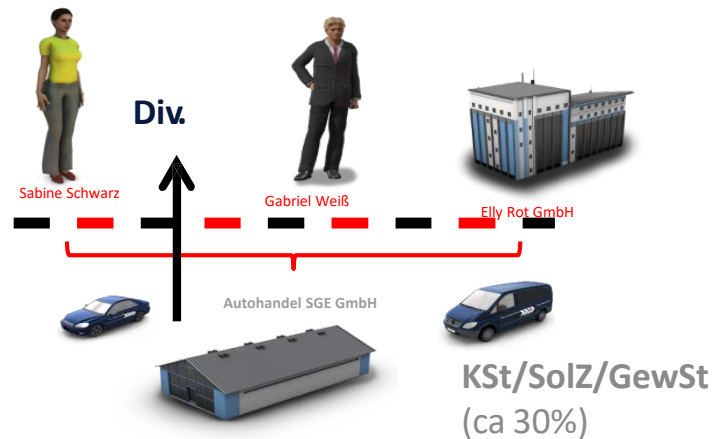 Div.
Sabine Schwarz
Gabriel Weiß
Elly Rot GmbH
Autohandel SGE GmbH
KSt/SolZ/GewSt
(ca 30%)